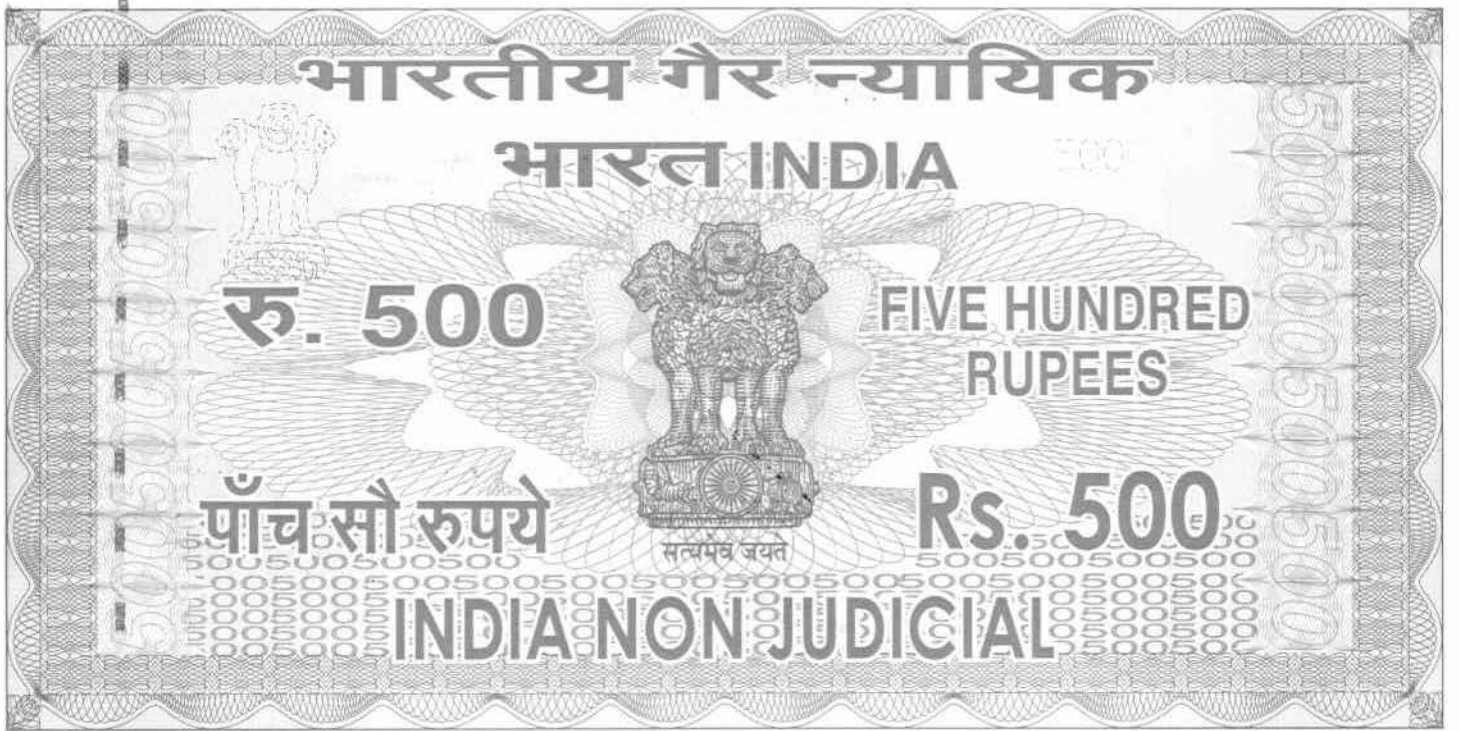 भारतीय गैर न्यायिक
भारत INDIA
रु. 500
FIVE HUNDRED
RUPEES
पाँच सौ रुपये
Rs. 500
सत्यमेव जयते
INDIA NON JUDICIAL